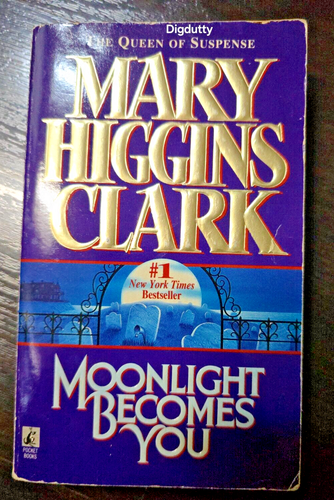 Digdutty
THE QUEEN OF SUSPENSE
MARY
HIGGINS
CLARK
#1
New York Times
Bestseller
MOONLIGHT
BECOMES
YOU
POCKET
BOOKS